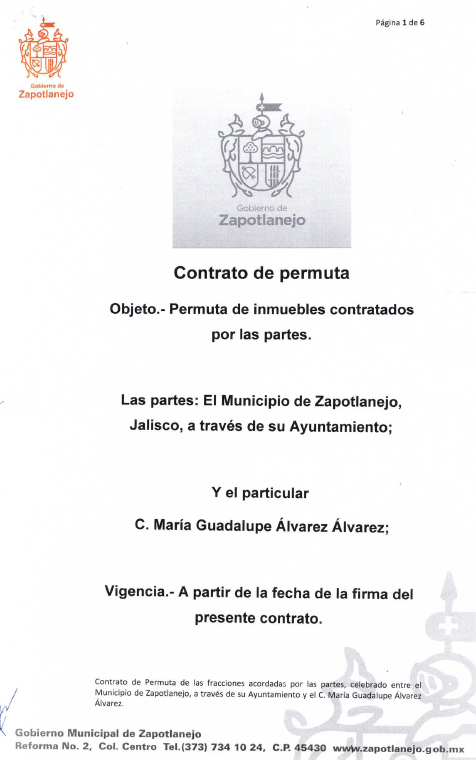 Página 1 de 6
Gobierno de
Zapotlanejo
Gobierno de
Zapotlanejo
Contrato de permuta
Objeto.- Permuta de inmuebles contratados
por las partes.
Las partes: El Municipio de Zapotlanejo,
Jalisco, a través de su Ayuntamiento;
Y el particular
C. María Guadalupe Álvarez Álvarez;
Vigencia.- A partir de la fecha de la firma del
presente contrato.
Contrato de Permuta de las fracciones acordadas por las partes, celebrado entre el
Municipio de Zapotlanejo, a través de su Ayuntamiento y el C. María Guadalupe Álvarez
Álvarez.
Gobierno Municipal de Zapotlanejo
Reforma No. 2, Col. Centro Tel.(373) 734 10 24, C.P. 45430 www.zapotlanejo.gob.mx